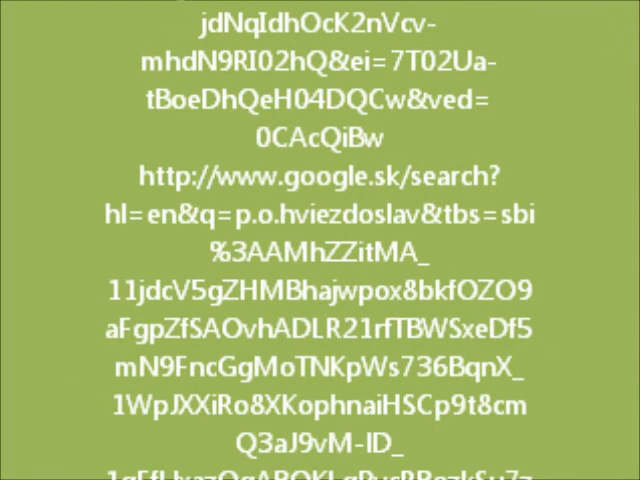 jdNqIdhOcK2nVcv-
mhdN9RI02hQ&ei=7T02Ua-
tBoeDhQeH04DQCw&ved=
0CAcQiBw
http://www.google.sk/search?
hl=en&q=p.o.hviezdoslav&tbs=sbi
%3AAMhZZitMA_
11jdcV5gZHMBhajwpox8bkfOZO9
aFgpZfSAOvhADLR21rfTBWSxeDf5
mN9FncGgMoTNKpWs736BqnX_
1WpJXXiRo8XKophnaiHSCp9t8cm
Q3aJ9vM-ID_